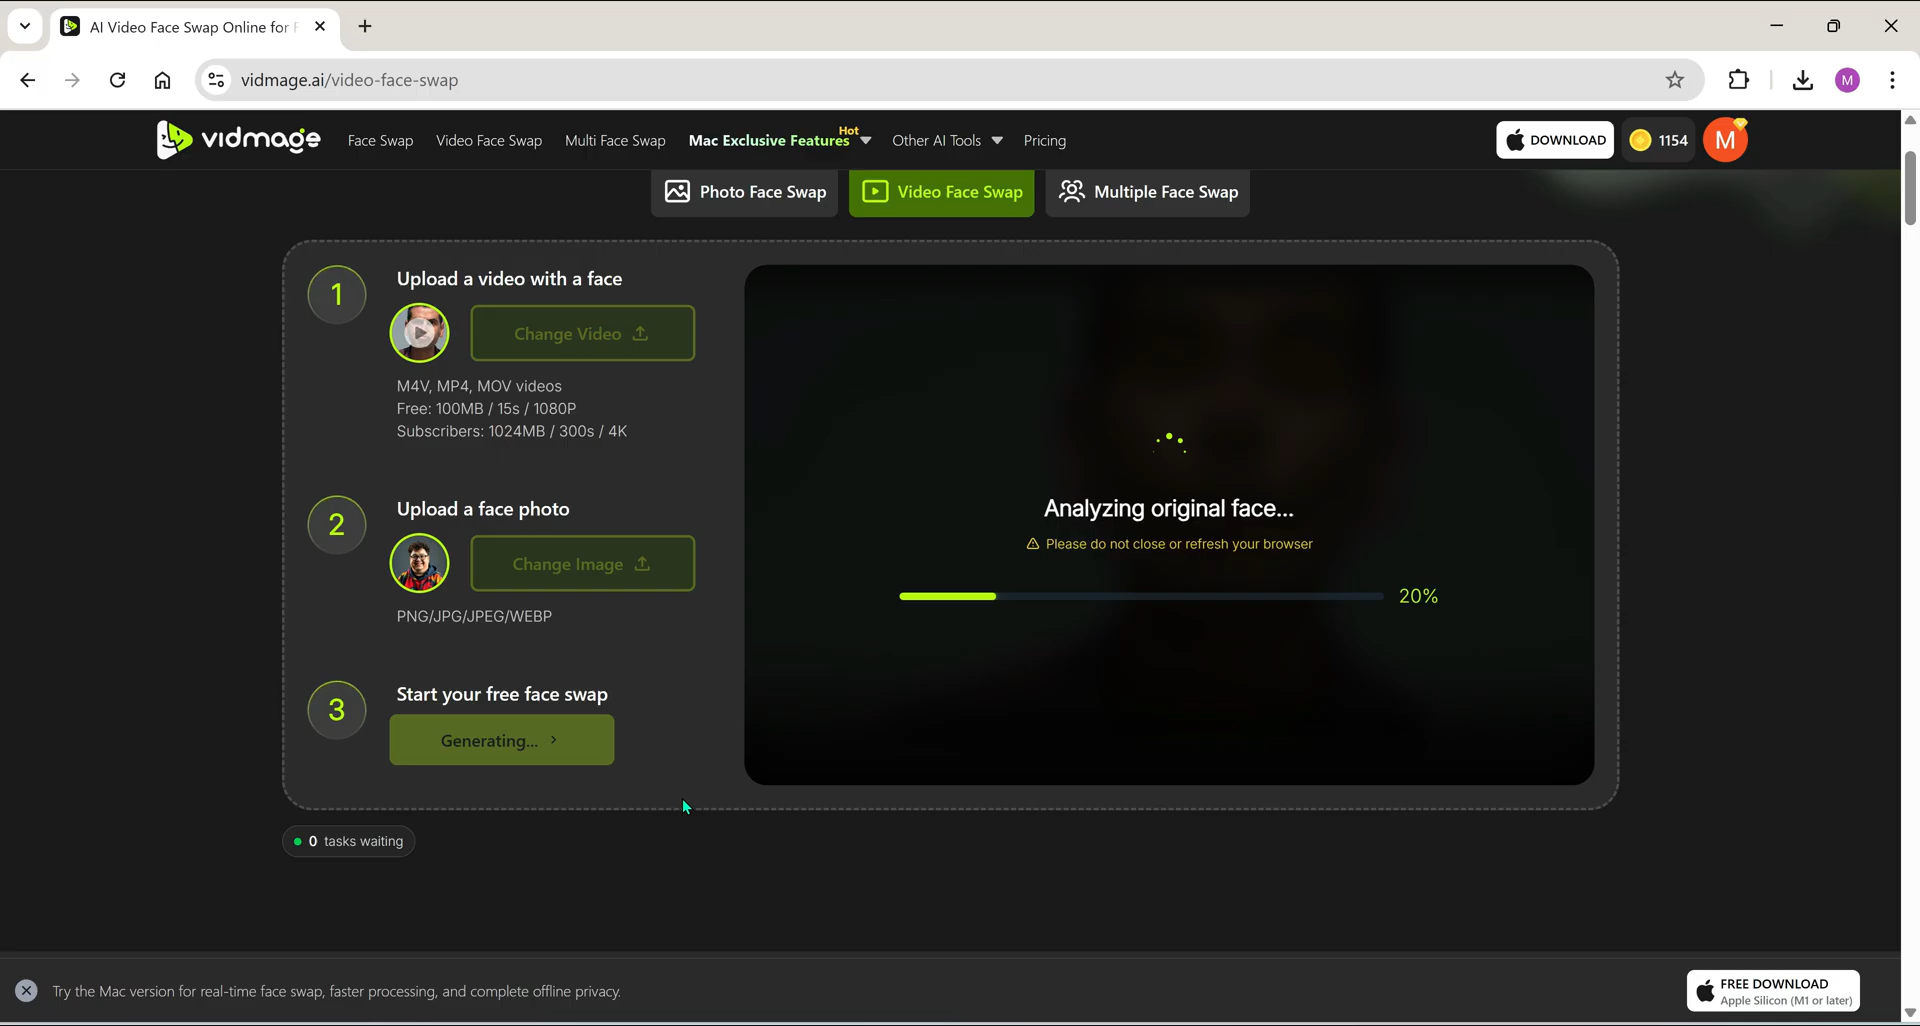 AI Video Face Swap Online for F
vidmage.ai/video-face-swap
M
vidmage
Face Swap
Video Face Swap
Multi Face Swap
Mac Exclusive Features
Hot
Other AI Tools
Pricing
DOWNLOAD
1154
M
Photo Face Swap
Video Face Swap
Multiple Face Swap
1
Upload a video with a face
Change Video
M4V, MP4, MOV videos
Free: 100MB / 15s / 1080P
Subscribers: 1024MB / 300s / 4K
2
Upload a face photo
Change Image
PNG/JPG/JPEG/WEBP
3
Start your free face swap
Generating... >
Analyzing original face...
Please do not close or refresh your browser
20%
0 tasks waiting
Try the Mac version for real-time face swap, faster processing, and complete offline privacy.
FREE DOWNLOAD
Apple Silicon (M1 or later)